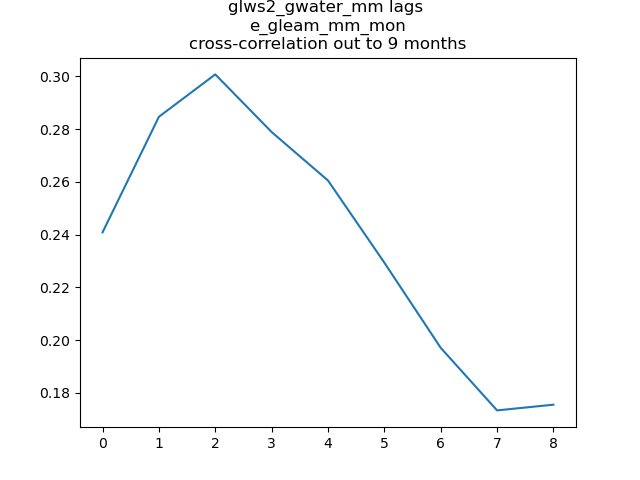 glws2_gwater_mm lags
e_gleam_mm_mon
cross-correlation out to 9 months
0.30
0.28
0.26
0.24
0.22
0.20
0.18
0 1 2 3 4 5 6 7 8